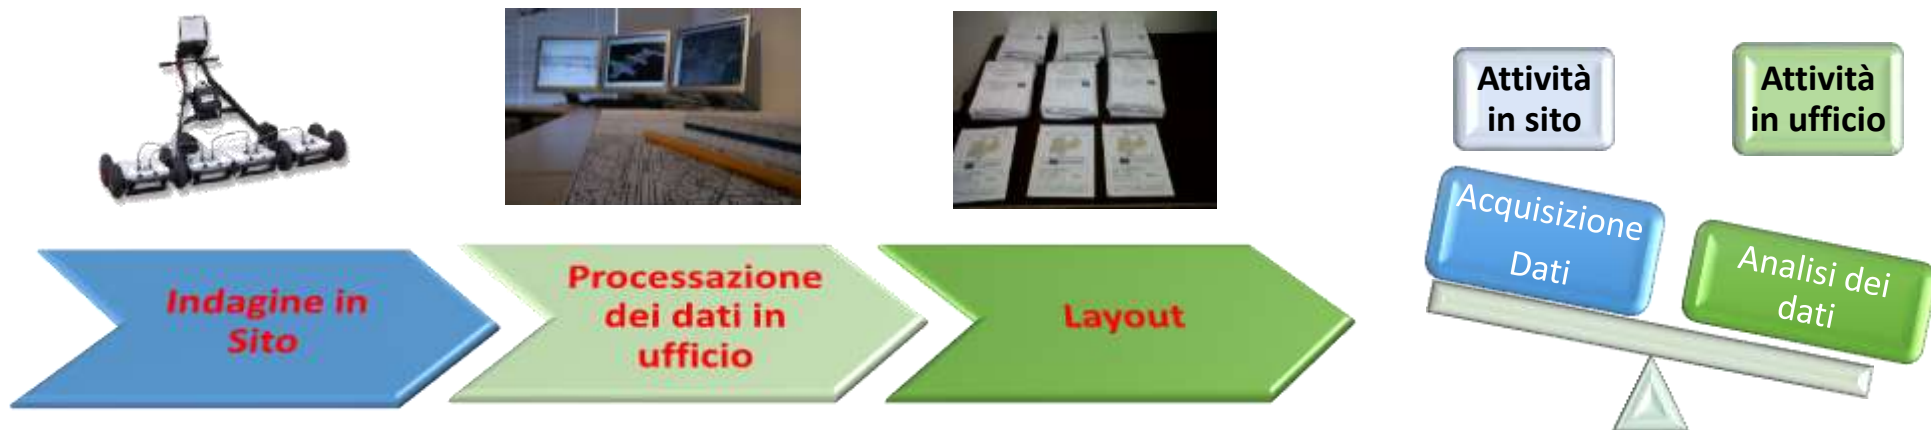 Indagine in
Sito
Processazione
dei dati in
ufficio
Layout
Attività
in sito
Attività
in ufficio
Acquisizione
Dati
Analisi dei
dati